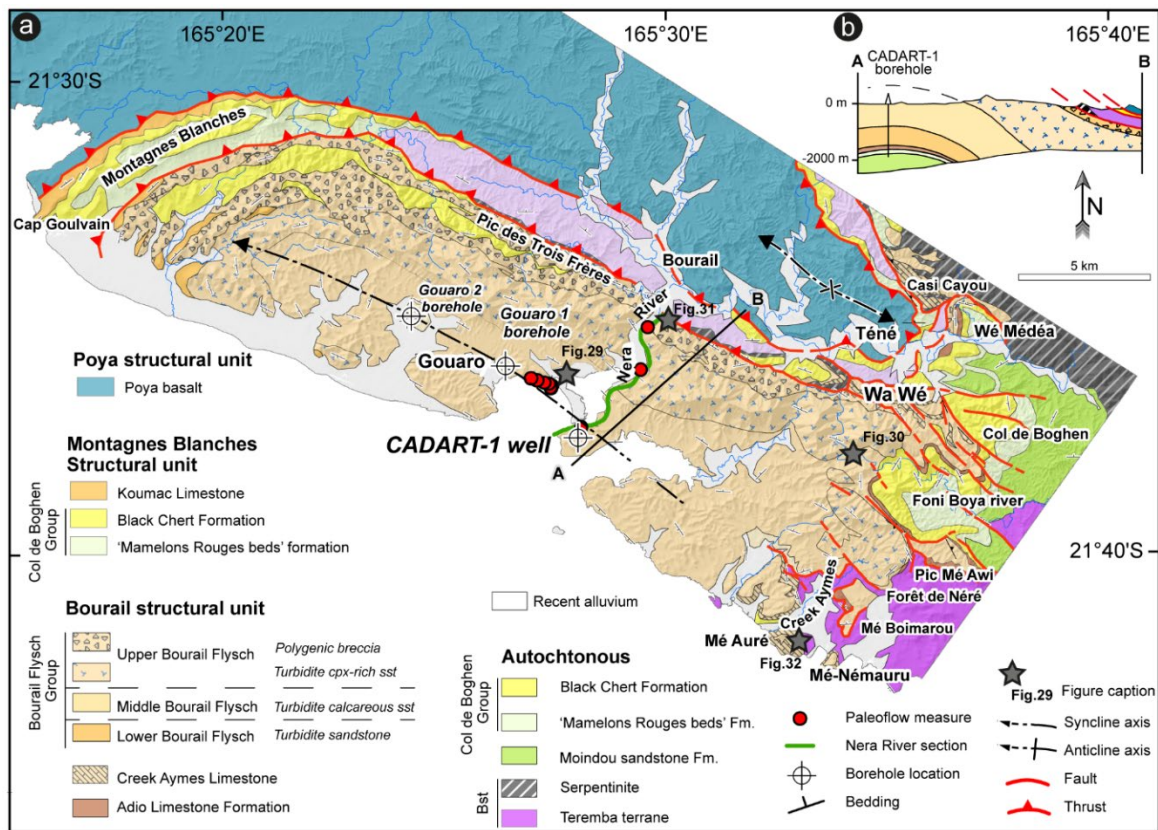 a
165°20'E
165°30'E
165°40'E
b
21°30'S
CADART-1
borehole
A
B
0 m
-2000 m
N
5 km
Montagnes Blanches
Cap Goulvain
Pic des Trois Frères
Bourail
River
Nera
Fig.31
B
Casi Cayou
Wé Médéa
Téné
Gouaro 2
borehole
Gouaro 1
borehole
Gouaro
Fig.29
Wa Wé
CADART-1 well
A
Fig.30
Col de Boghen
Foni Boya river
21°40'S
Pic Mé Awi
Forêt de Néré
Creek Aymes
Mé Boimarou
Mé Auré
Fig.32
Mé-Némauru
Poya structural unit
Poya basalt
Montagnes Blanches
Structural unit
Koumac Limestone
Col de Boghen
Group
Black Chert Formation
'Mamelons Rouges beds' formation
Bourail structural unit
Bourail Flysch
Group
Upper Bourail Flysch
Polygenic breccia
Turbidite cpx-rich sst
Middle Bourail Flysch
Turbidite calcareous sst
Lower Bourail Flysch
Turbidite sandstone
Creek Aymes Limestone
Adio Limestone Formation
Recent alluvium
Autochtonous
Col de Boghen
Group
Black Chert Formation
'Mamelons Rouges beds' Fm.
Moindou sandstone Fm.
Bst
Serpentinite
Teremba terrane
Paleoflow measure
Nera River section
Borehole location
Bedding
Fig.29
Figure caption
Syncline axis
Anticline axis
Fault
Thrust